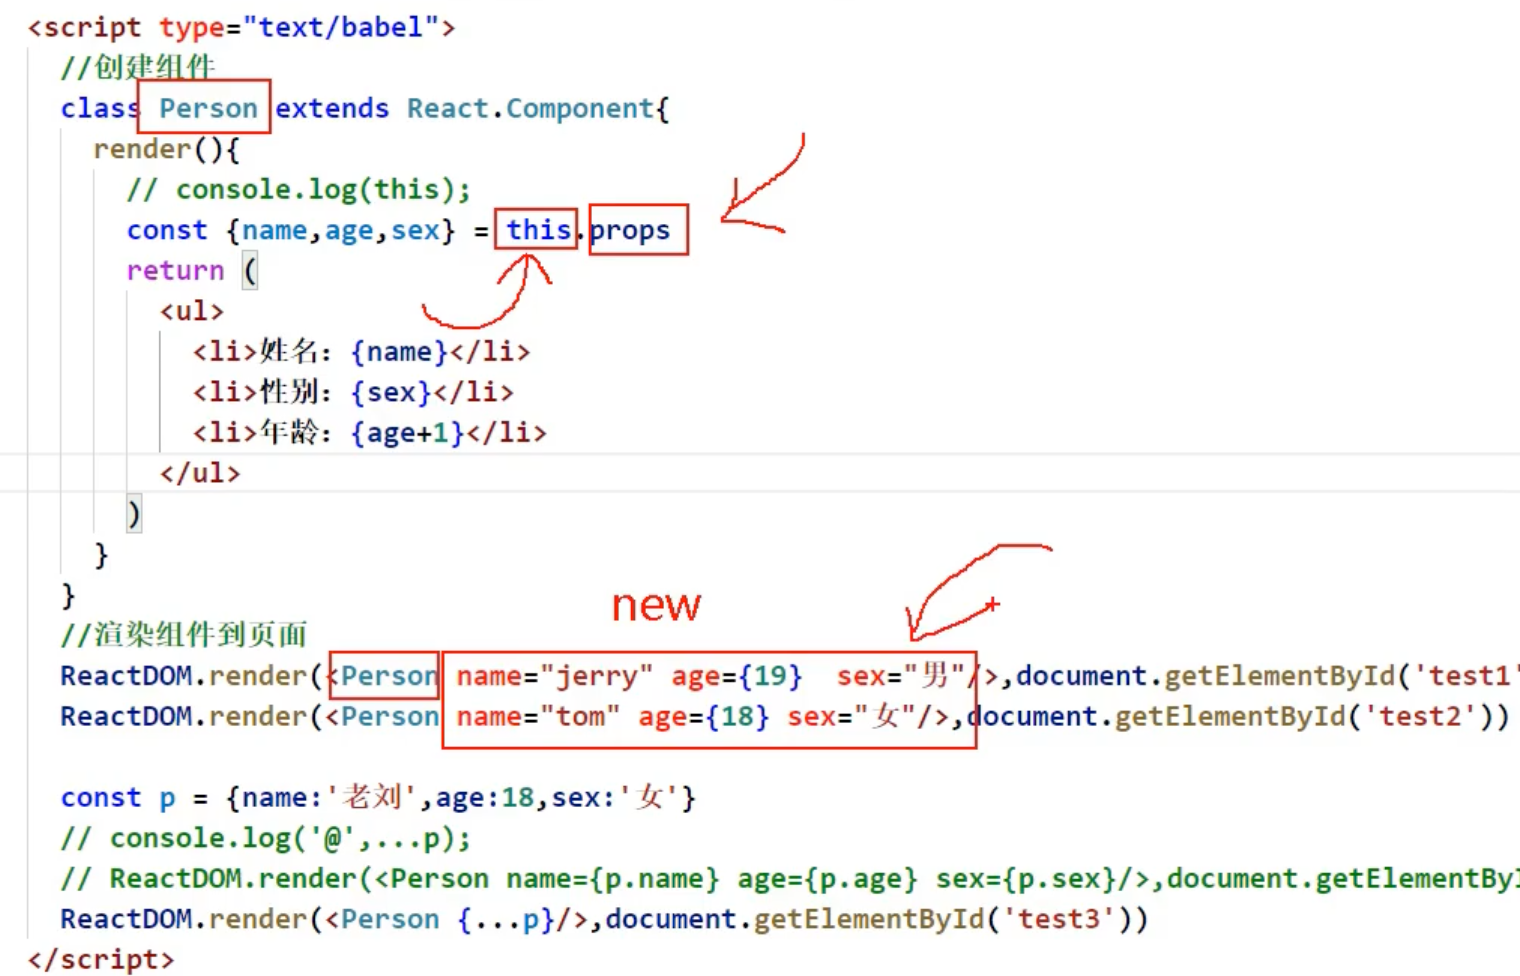 <script type="text/babel">
//创建组件
class Person extends React.Component{
render(){
// console.log(this);
const {name,age,sex} = this.props
return (
<ul>
<li>姓名：{name}</li>
<li>性别：{sex}</li>
<li>年龄：{age+1}</li>
</ul>
)
}
}
new
//渲染组件到页面
ReactDOM.render(<Person name="jerry" age={19}  sex="男"/>,document.getElementById('test1'
ReactDOM.render(<Person name="tom" age={18} sex="女"/>,document.getElementById('test2'))
const p = {name:'老刘',age:18,sex:'女'}
// console.log('@',...p);
// ReactDOM.render(<Person name={p.name} age={p.age} sex={p.sex}/>,document.getElementByI
ReactDOM.render(<Person {...p}/>,document.getElementById('test3'))
</script>